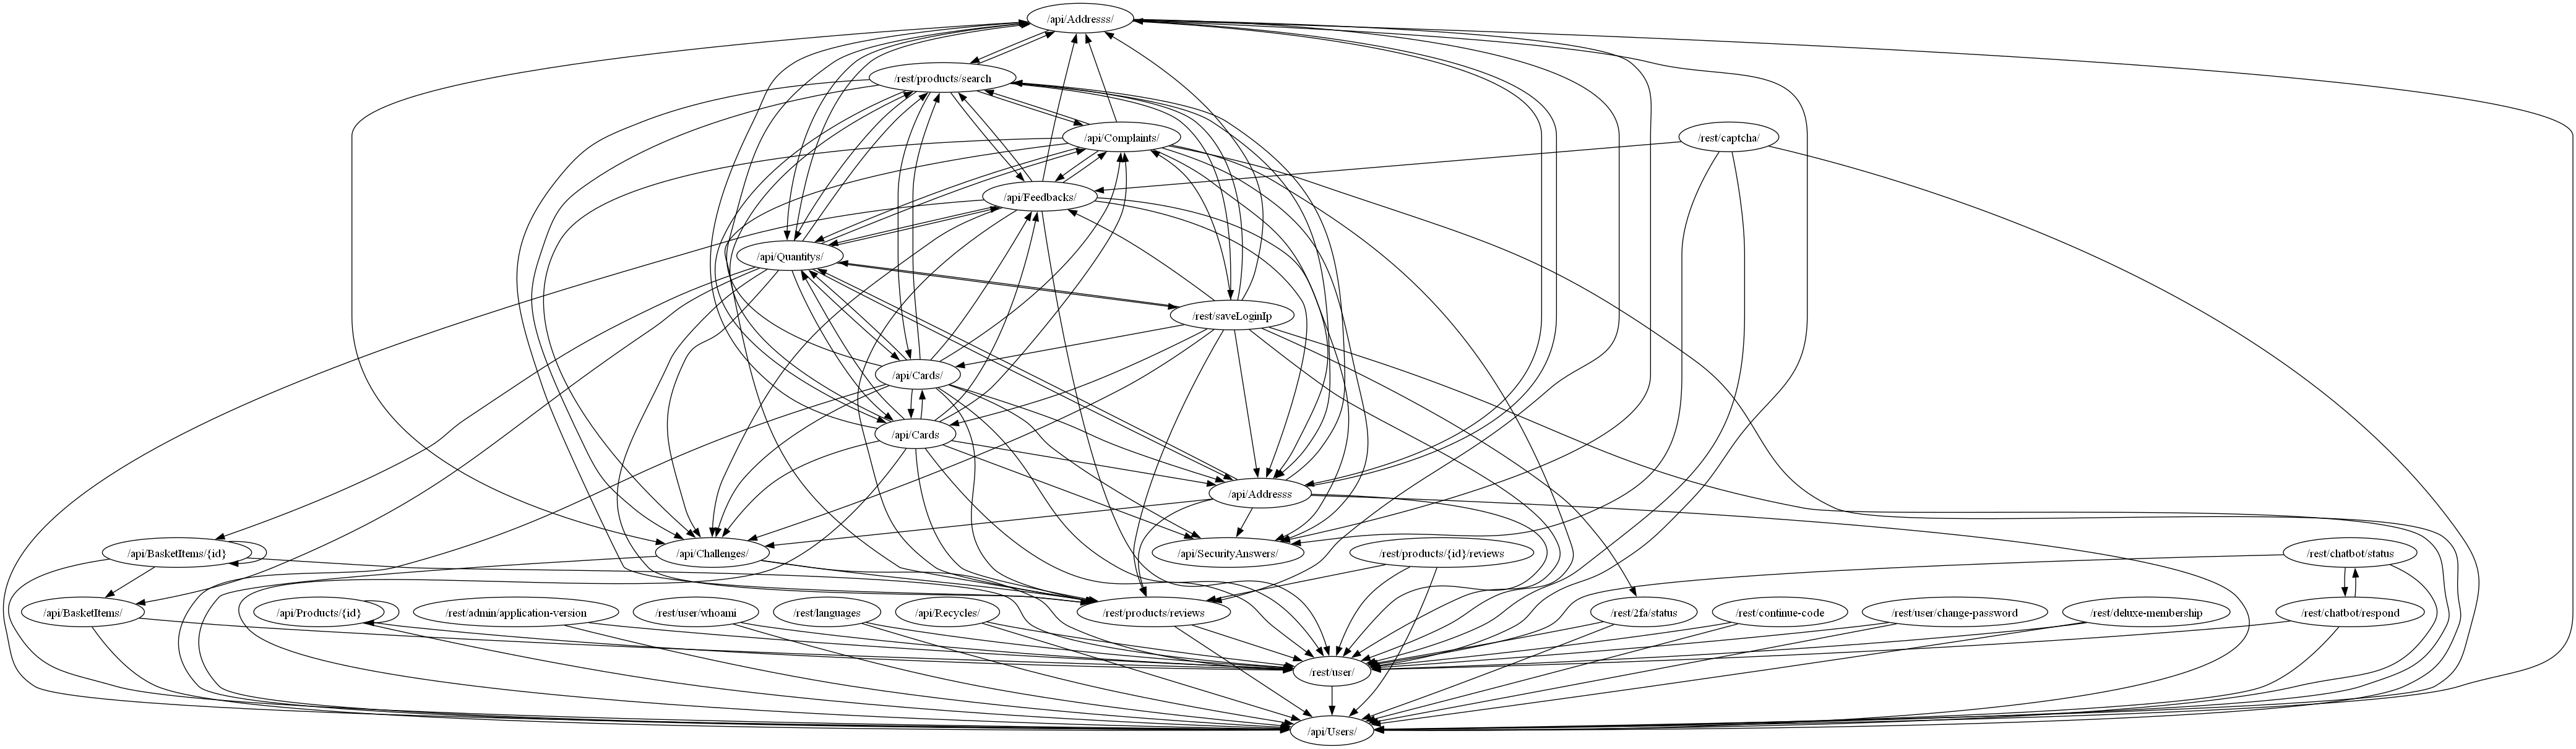 /api/Addresss/
/rest/products/search
/api/Complaints/
/rest/captcha/
/api/Feedbacks/
/api/Quantitys/
/rest/saveLoginIp
/api/Cards/
/api/Cards
/api/Addresss
/api/BasketItems/{id}
/api/Challenges/
/api/SecurityAnswers/
/rest/products/{id}/reviews
/rest/chatbot/status
/api/BasketItems/
/api/Products/{id}
/rest/admin/application-version
/rest/user/whoami
/rest/languages
/api/Recycles/
/rest/products/reviews
/rest/2fa/status
/rest/continue-code
/rest/user/change-password
/rest/deluxe-membership
/rest/chatbot/respond
/rest/user/
/api/Users/